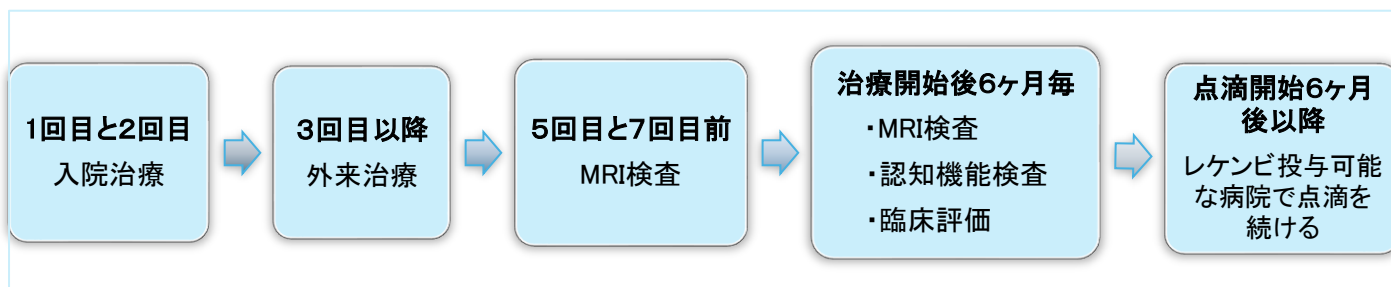 1回目と2回目
入院治療
3回目以降
外来治療
5回目と7回目前
MRI検査
治療開始後6ヶ月毎
・MRI検査
・認知機能検査
・臨床評価
点滴開始6ヶ月
後以降
レケンビ投与可能
な病院で点滴を
続ける